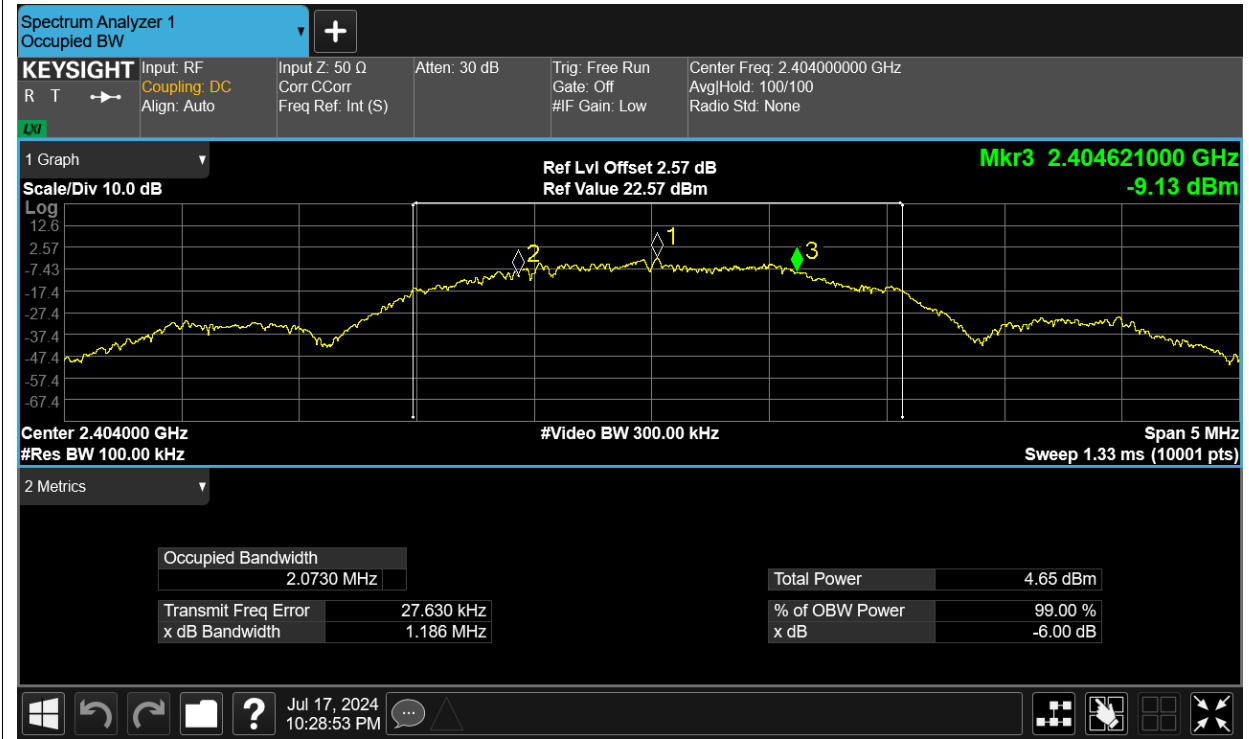 Spectrum Analyzer 1
Occupied BW
KEYSIGHT
R T
LXI
Input: RF
Coupling: DC
Align: Auto
Input Z: 50 Ω
Corr CCorr
Freq Ref: Int (S)
Atten: 30 dB
Trig: Free Run
Gate: Off
#IF Gain: Low
Center Freq: 2.404000000 GHz
Avg|Hold: 100/100
Radio Std: None
1 Graph
Scale/Div 10.0 dB
Ref Lvl Offset 2.57 dB
Ref Value 22.57 dBm
Mkr3 2.404621000 GHz
-9.13 dBm
Log
12.6
2.57
-7.43
-17.4
-27.4
-37.4
-47.4
-57.4
-67.4
2
1
3
Center 2.404000 GHz
#Res BW 100.00 kHz
#Video BW 300.00 kHz
Span 5 MHz
Sweep 1.33 ms (10001 pts)
2 Metrics
Occupied Bandwidth
2.0730 MHz
Transmit Freq Error 27.630 kHz
x dB Bandwidth 1.186 MHz
Total Power 4.65 dBm
% of OBW Power 99.00 %
x dB -6.00 dB
?
Jul 17, 2024
10:28:53 PM